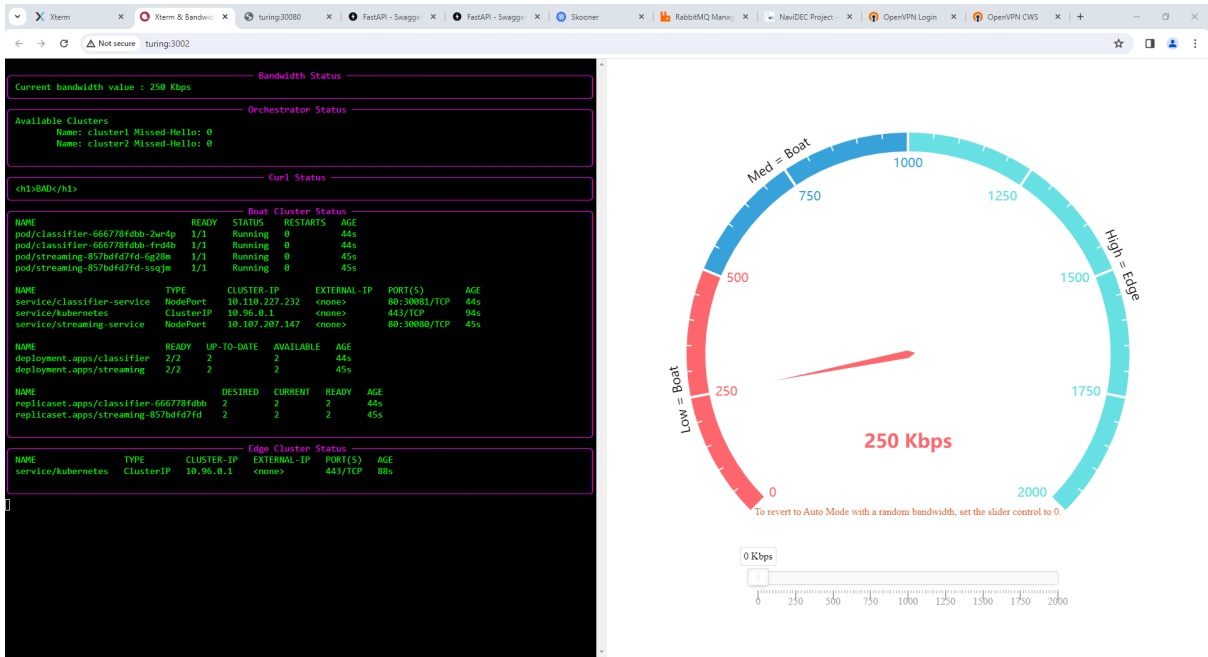 Xterm
Xterm & Bandwid
turing:30080
FastAPI - Swagge
FastAPI - Swagge
Skooner
RabbitMQ Manag
NaviDEC Project -
OpenVPN Login
OpenVPN CWS
Not secure turing:3002
Bandwidth Status
Current bandwidth value : 250 Kbps
Orchestrator Status
Available Clusters
Name: cluster1 Missed-Hello: 0
Name: cluster2 Missed-Hello: 0
Curl Status
<h1>BAD</h1>
Boat Cluster Status
NAME READY STATUS RESTARTS AGE
pod/classifier-666778fdbb-2wr4p 1/1 Running 0 44s
pod/classifier-666778fdbb-frd4b 1/1 Running 0 44s
pod/streaming-857bdfd7fd-6g28m 1/1 Running 0 45s
pod/streaming-857bdfd7fd-ssqjm 1/1 Running 0 45s
NAME TYPE CLUSTER-IP EXTERNAL-IP PORT(S) AGE
service/classifier-service NodePort 10.110.227.232 <none> 80:30081/TCP 44s
service/kubernetes ClusterIP 10.96.0.1 <none> 443/TCP 94s
service/streaming-service NodePort 10.107.207.147 <none> 80:30080/TCP 45s
NAME READY UP-TO-DATE AVAILABLE AGE
deployment.apps/classifier 2/2 2 2 44s
deployment.apps/streaming 2/2 2 2 45s
NAME DESIRED CURRENT READY AGE
replicaset.apps/classifier-666778fdbb 2 2 2 44s
replicaset.apps/streaming-857bdfd7fd 2 2 2 45s
Edge Cluster Status
NAME TYPE CLUSTER-IP EXTERNAL-IP PORT(S) AGE
service/kubernetes ClusterIP 10.96.0.1 <none> 443/TCP 88s
Low = Boat
Med = Boat
High = Edge
0
250
500
750
1000
1250
1500
1750
2000
250 Kbps
To revert to Auto Mode with a random bandwidth, set the slider control to 0.
0 Kbps
0 250 500 750 1000 1250 1500 1750 2000